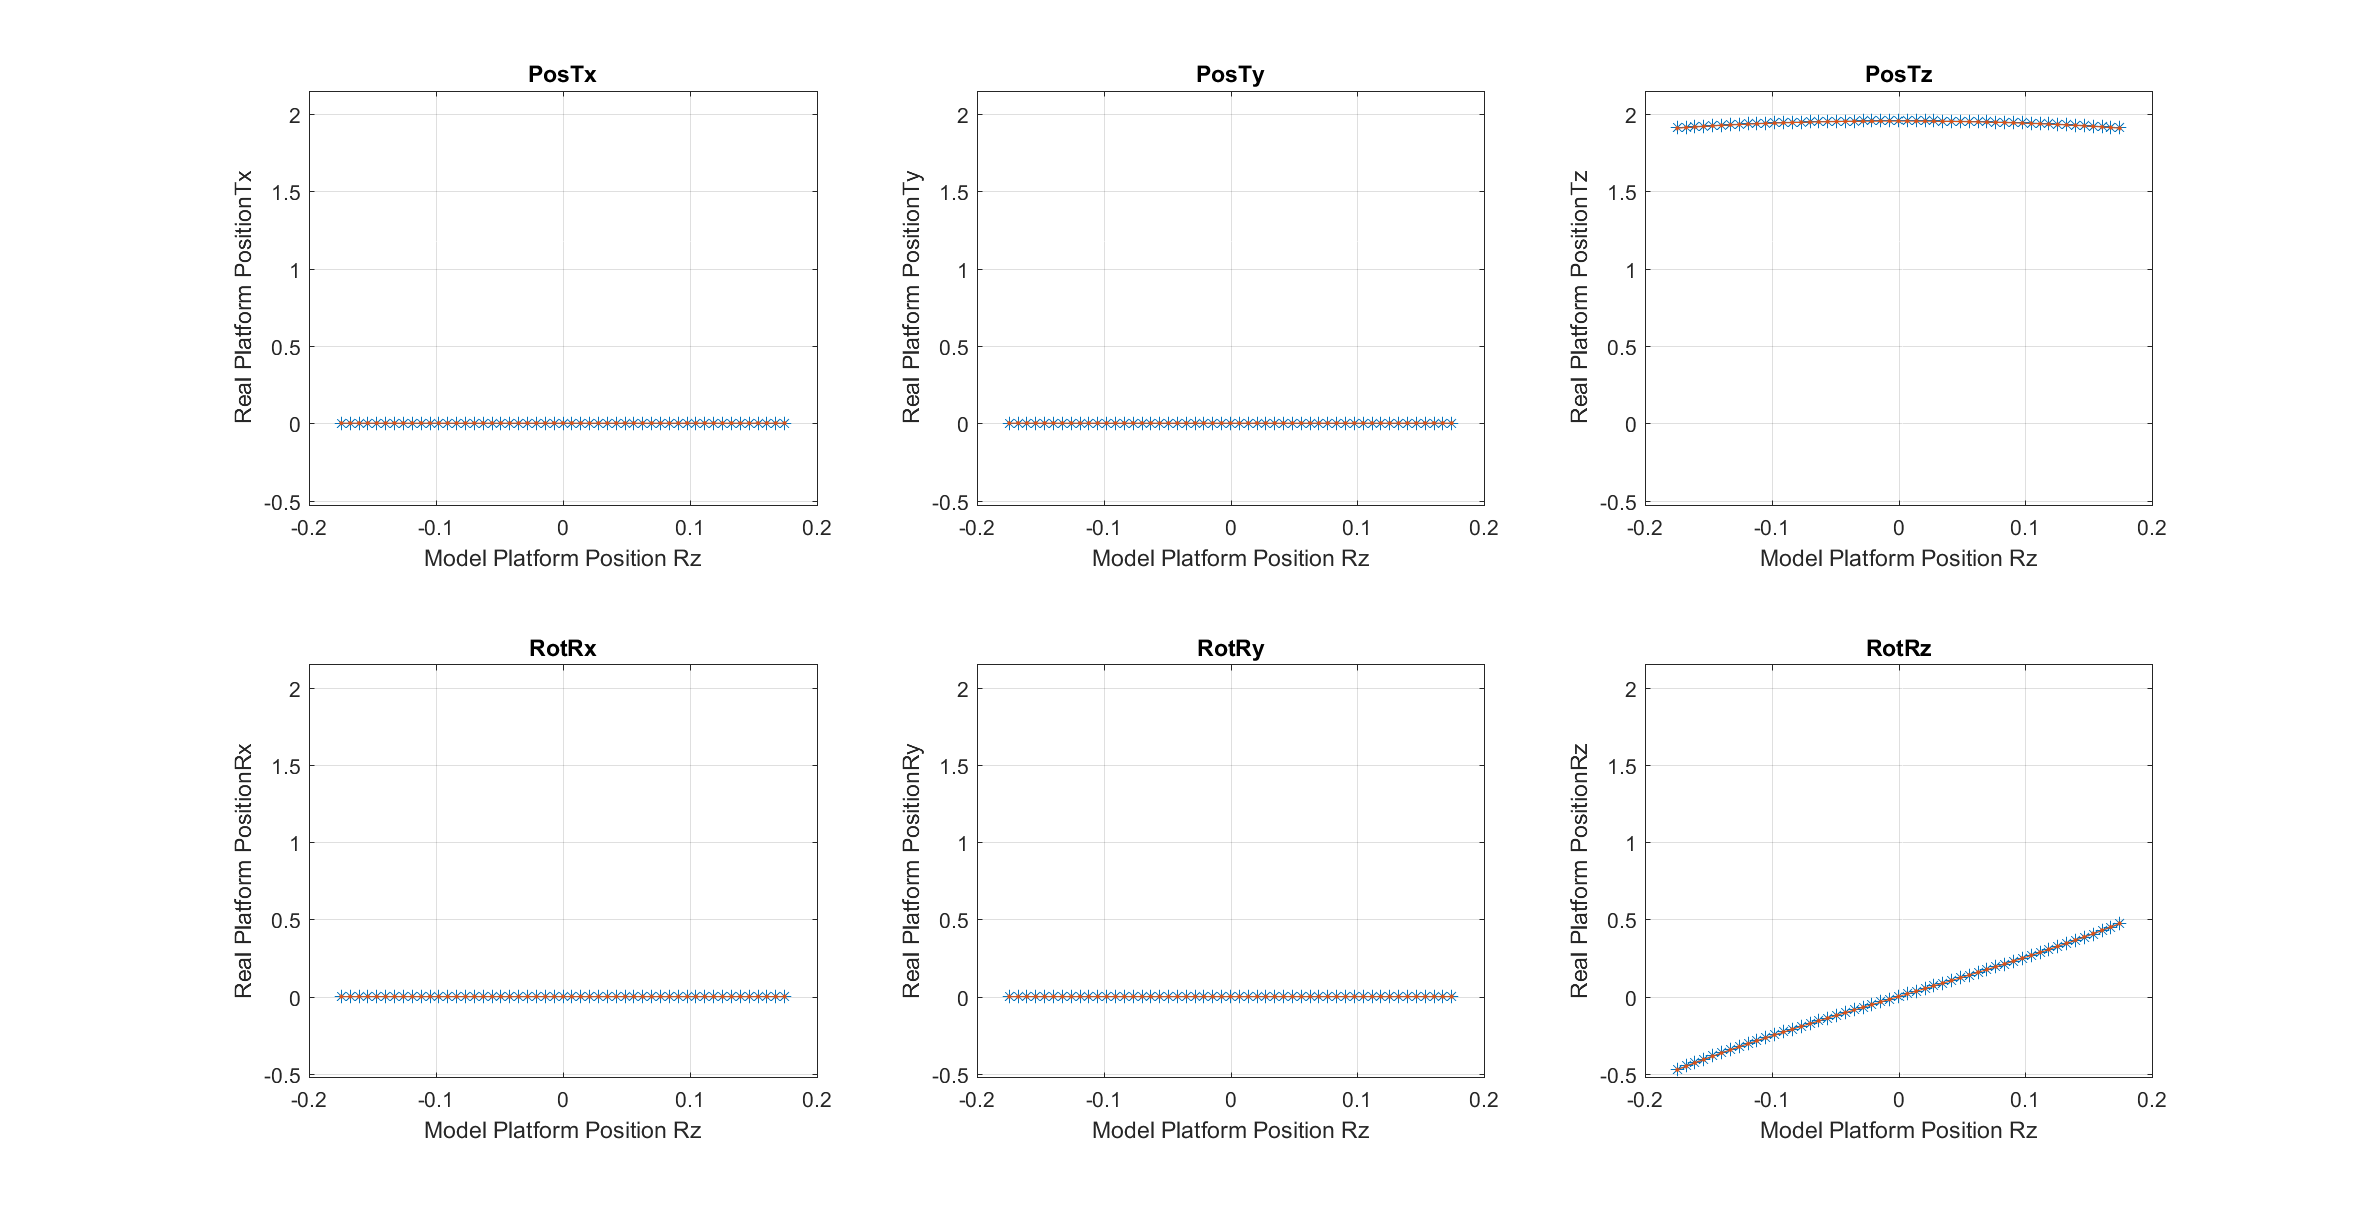 PosTx
2
1.5
1
0.5
0
-0.5
Real Platform PositionTx
-0.2 -0.1 0 0.1 0.2
Model Platform Position Rz
PosTy
2
1.5
1
0.5
0
-0.5
Real Platform PositionTy
-0.2 -0.1 0 0.1 0.2
Model Platform Position Rz
PosTz
2
1.5
1
0.5
0
-0.5
Real Platform PositionTz
-0.2 -0.1 0 0.1 0.2
Model Platform Position Rz
RotRx
2
1.5
1
0.5
0
-0.5
Real Platform PositionRx
-0.2 -0.1 0 0.1 0.2
Model Platform Position Rz
RotRy
2
1.5
1
0.5
0
-0.5
Real Platform PositionRy
-0.2 -0.1 0 0.1 0.2
Model Platform Position Rz
RotRz
2
1.5
1
0.5
0
-0.5
Real Platform PositionRz
-0.2 -0.1 0 0.1 0.2
Model Platform Position Rz